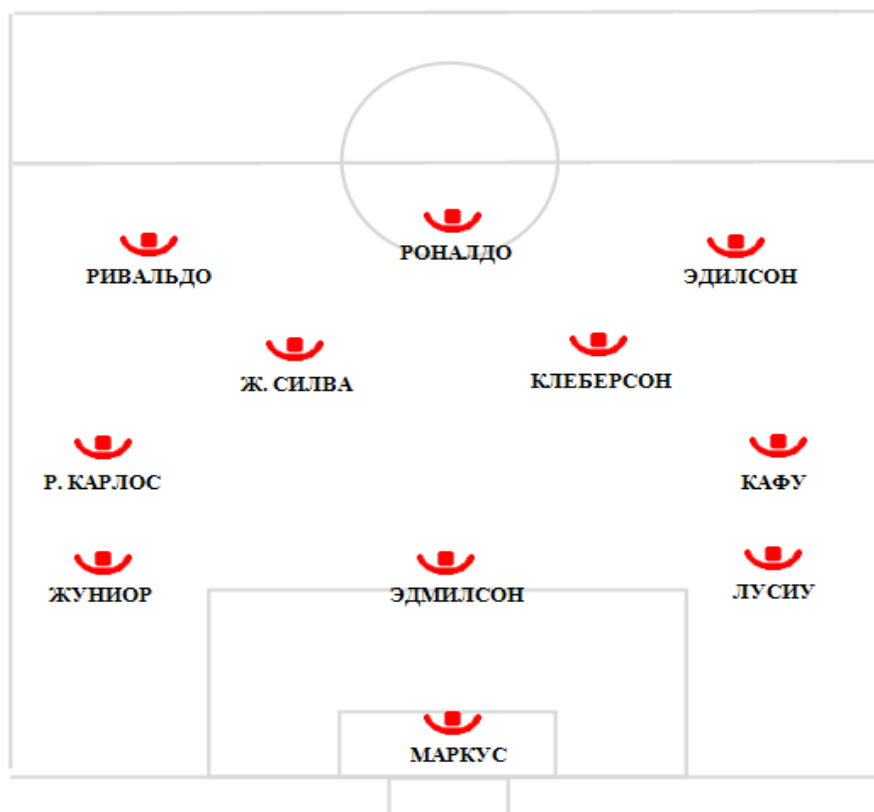 РОНАЛДО
РИВАЛЬДО
ЭДИЛСОН
Ж. СИЛВА
КЛЕБЕРСОН
Р. КАРЛОС
КАФУ
ЖУНИОР
ЭДМИЛСОН
ЛУСИУ
МАРКУС